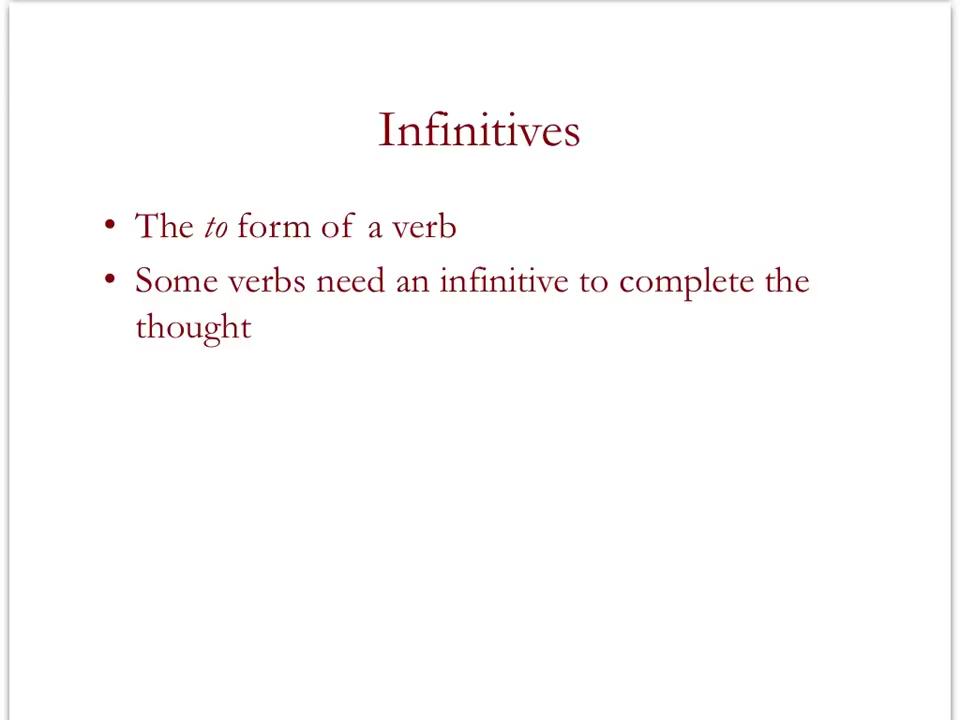 Infinitives
• The to form of a verb
• Some verbs need an infinitive to complete the
thought